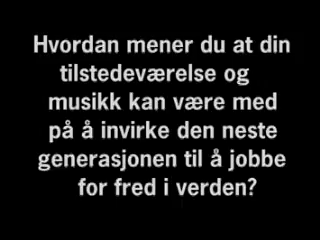 Hvordan mener du at din
tilstedeværelse og
musikk kan være med
på å invirke den neste
generasjonen til å jobbe
for fred i verden?